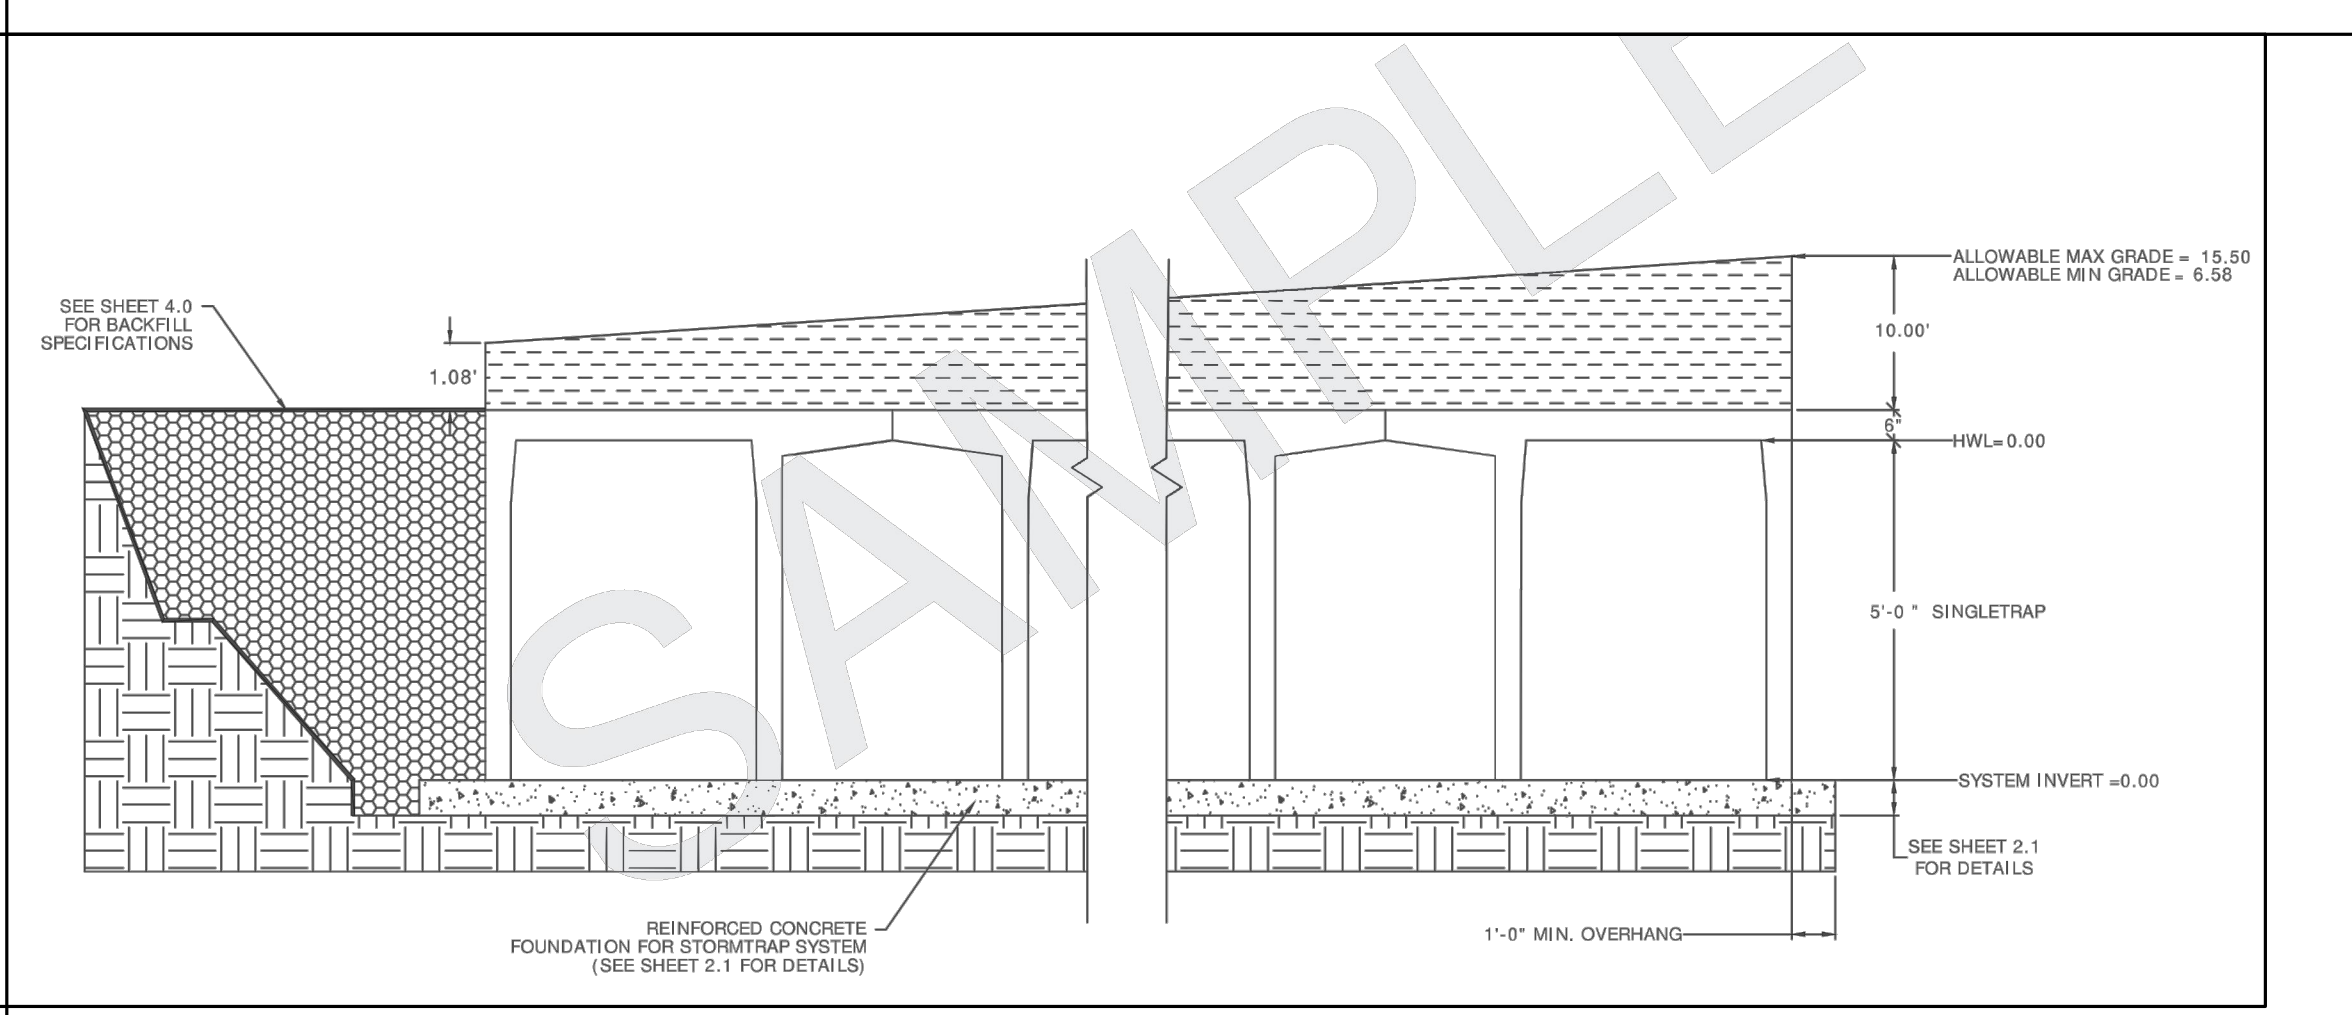 SAMPLE
ALLOWABLE MAX GRADE = 15.50
ALLOWABLE MIN GRADE = 6.58
SEE SHEET 4.0
FOR BACKFILL
SPECIFICATIONS
10.00'
1.08'
6"
HWL=0.00
5'-0 " SINGLETRAP
SYSTEM INVERT =0.00
SEE SHEET 2.1
FOR DETAILS
REINFORCED CONCRETE
FOUNDATION FOR STORMTRAP SYSTEM
(SEE SHEET 2.1 FOR DETAILS)
1'-0" MIN. OVERHANG